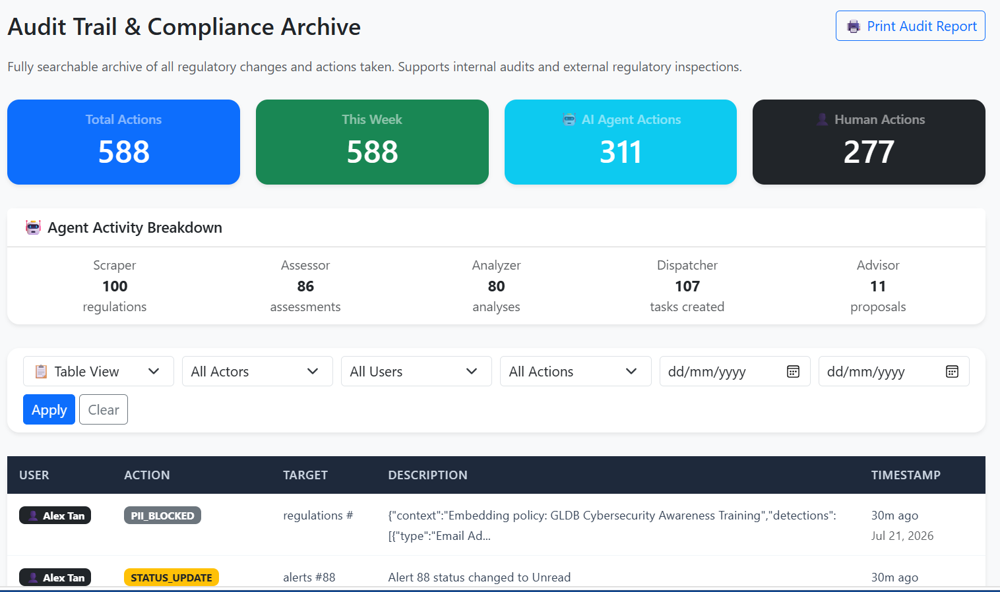 Audit Trail & Compliance Archive
Print Audit Report
Fully searchable archive of all regulatory changes and actions taken. Supports internal audits and external regulatory inspections.
Total Actions
588
This Week
588
AI Agent Actions
311
Human Actions
277
Agent Activity Breakdown
Scraper
100
regulations
Assessor
86
assessments
Analyzer
80
analyses
Dispatcher
107
tasks created
Advisor
11
proposals
Table View
All Actors
All Users
All Actions
dd/mm/yyyy
dd/mm/yyyy
Apply
Clear
USER ACTION TARGET DESCRIPTION TIMESTAMP
Alex Tan PII_BLOCKED regulations # {"context":"Embedding policy: GLDB Cybersecurity Awareness Training","detections": 30m ago
[{"type":"Email Ad... Jul 21, 2026
Alex Tan STATUS_UPDATE alerts #88 Alert 88 status changed to Unread 30m ago